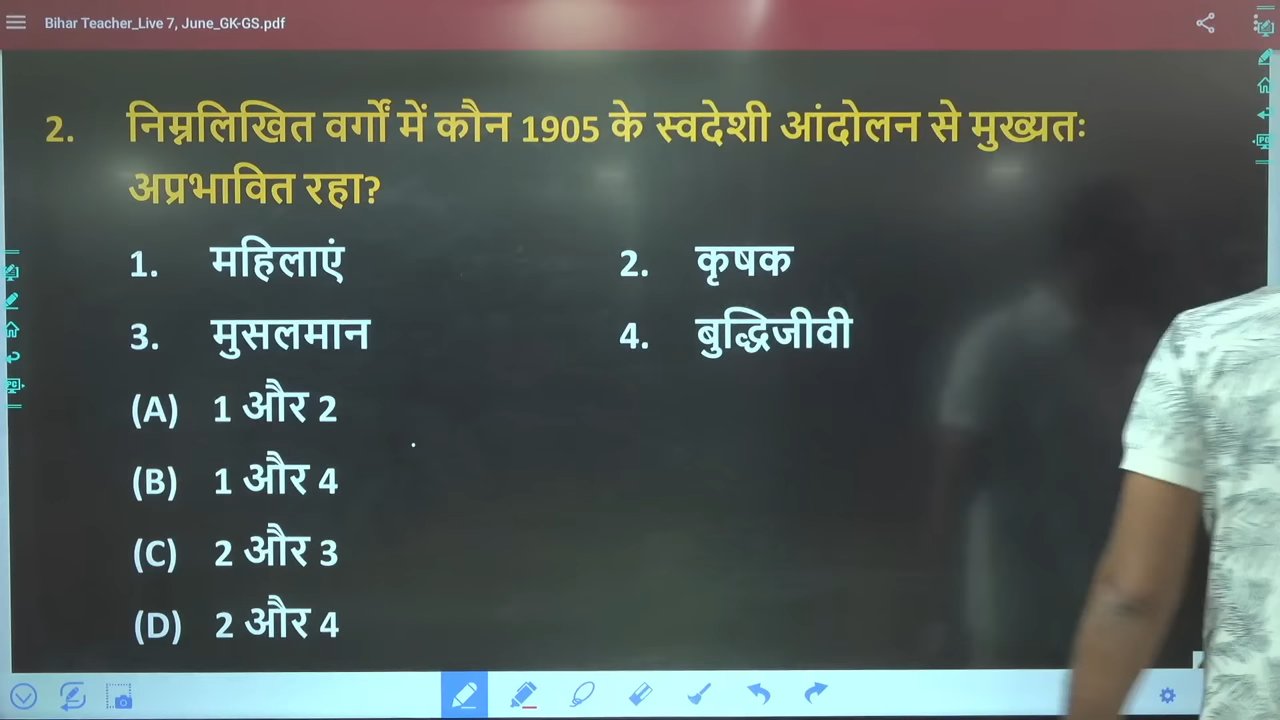 Bihar Teacher_Live 7, June_GK-GS.pdf
2. निम्नलिखित वर्गों में कौन 1905 के स्वदेशी आंदोलन से मुख्यतः
अप्रभावित रहा?
1. महिलाएं 2. कृषक
3. मुसलमान 4. बुद्धिजीवी
(A) 1 और 2
(B) 1 और 4
(C) 2 और 3
(D) 2 और 4